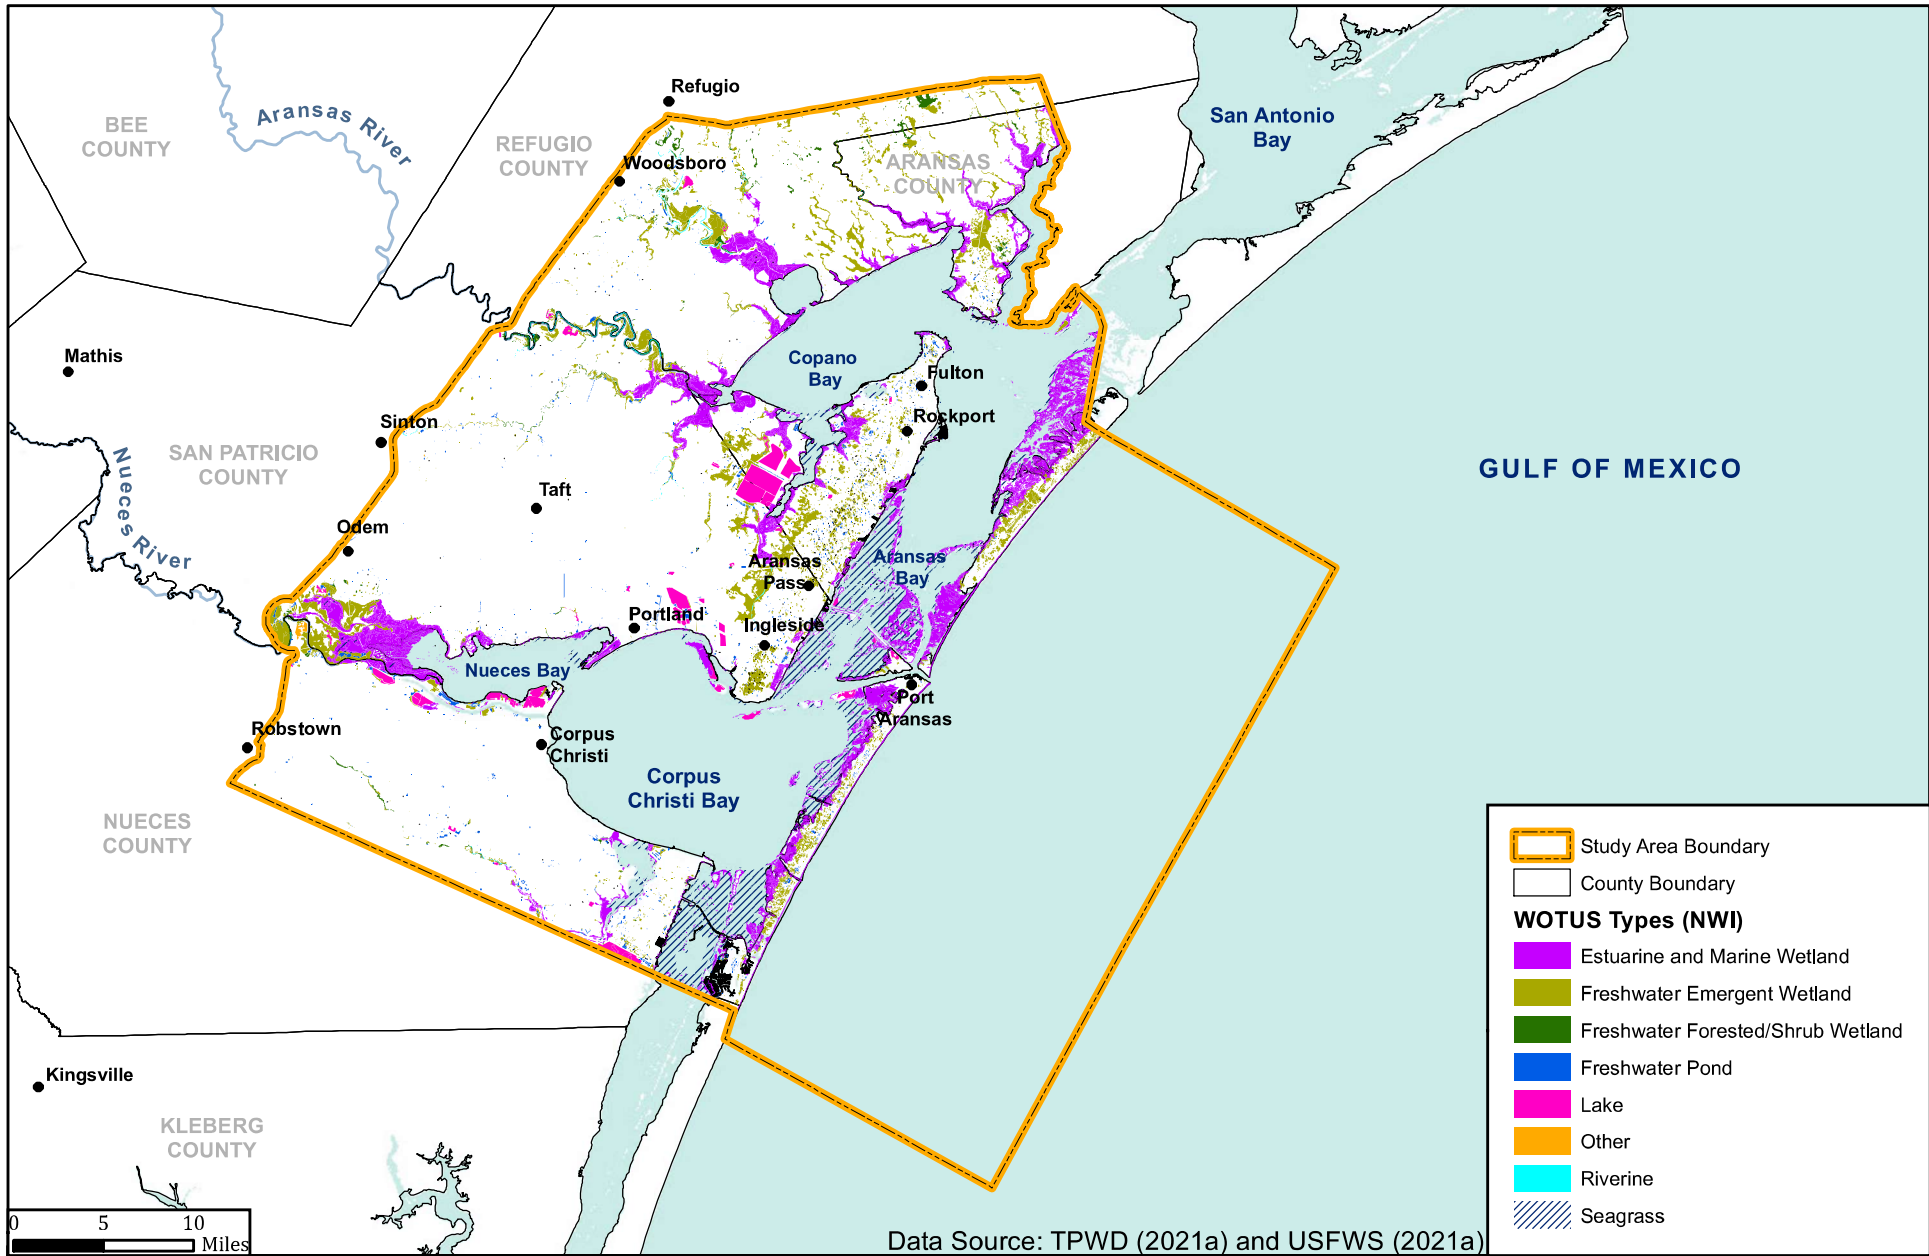 Refugio
San Antonio
Bay
BEE
COUNTY
Aransas River
REFUGIO
COUNTY
Woodsboro
ARANSAS
COUNTY
Mathis
Copano
Bay
Fulton
Rockport
Sinton
SAN PATRICIO
COUNTY
GULF OF MEXICO
Nueces River
Taft
Odem
Aransas
Bay
Aransas
Pass
Portland
Ingleside
Nueces Bay
Port
Aransas
Robstown
Corpus
Christi
Corpus
Christi Bay
NUECES
COUNTY
Kingsville
KLEBERG
COUNTY
Study Area Boundary
County Boundary
WOTUS Types (NWI)
Estuarine and Marine Wetland
Freshwater Emergent Wetland
Freshwater Forested/Shrub Wetland
Freshwater Pond
Lake
Other
Riverine
Seagrass
0 5 10
Miles
Data Source: TPWD (2021a) and USFWS (2021a)